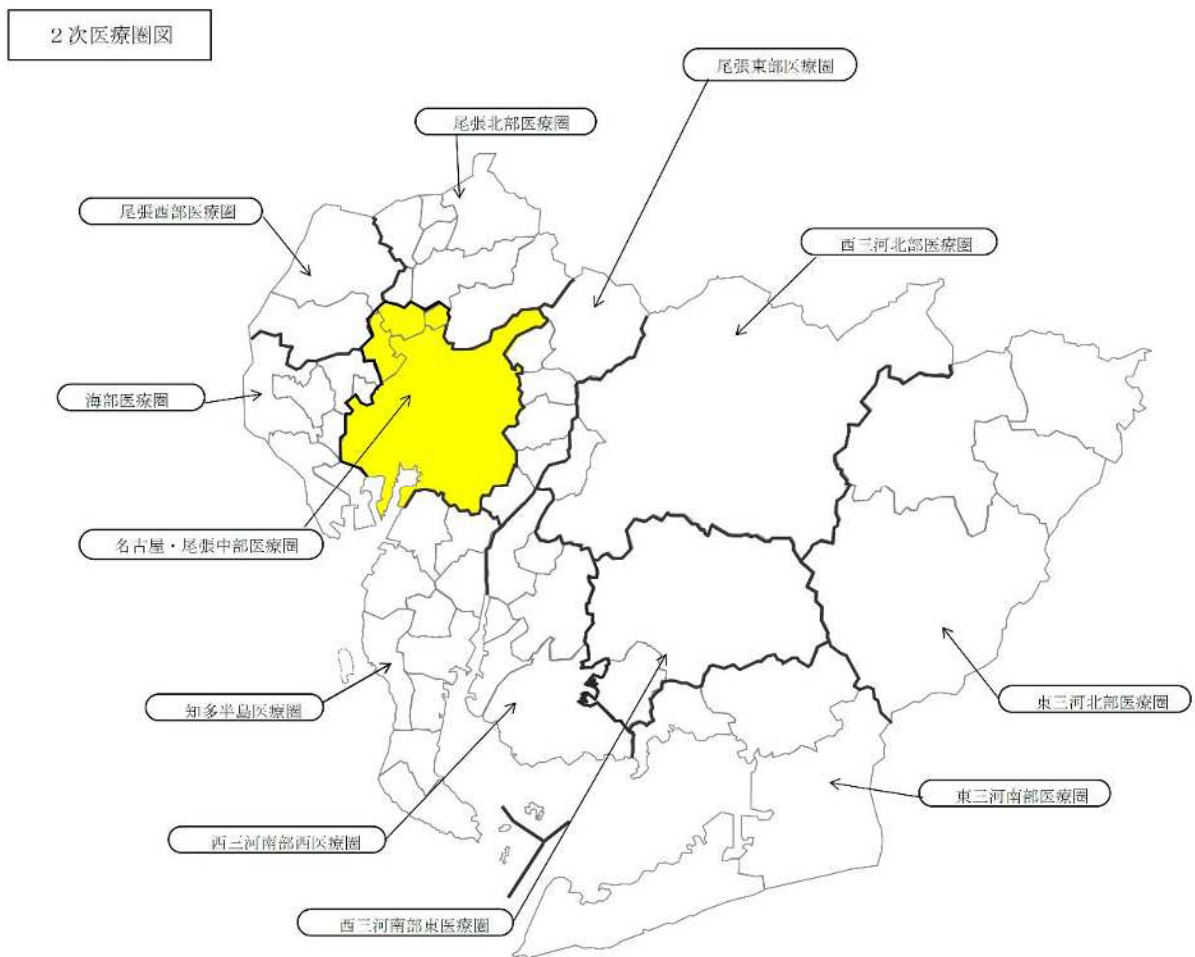 2次医療圏図
尾張東部医療圏
尾張北部医療圏
尾張西部医療圏
西三河北部医療圏
海部医療圏
名古屋・尾張中部医療圏
東三河北部医療圏
知多半島医療圏
東三河南部医療圏
西三河南部西医療圏
西三河南部東医療圏